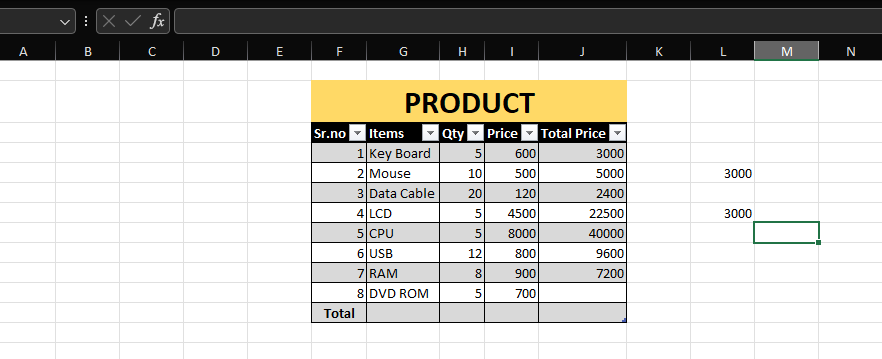 fx
A B C D E F G H I J K L M N
PRODUCT
Sr.no Items Qty Price Total Price
1 Key Board 5 600 3000
2 Mouse 10 500 5000 3000
3 Data Cable 20 120 2400
4 LCD 5 4500 22500 3000
5 CPU 5 8000 40000
6 USB 12 800 9600
7 RAM 8 900 7200
8 DVD ROM 5 700
Total